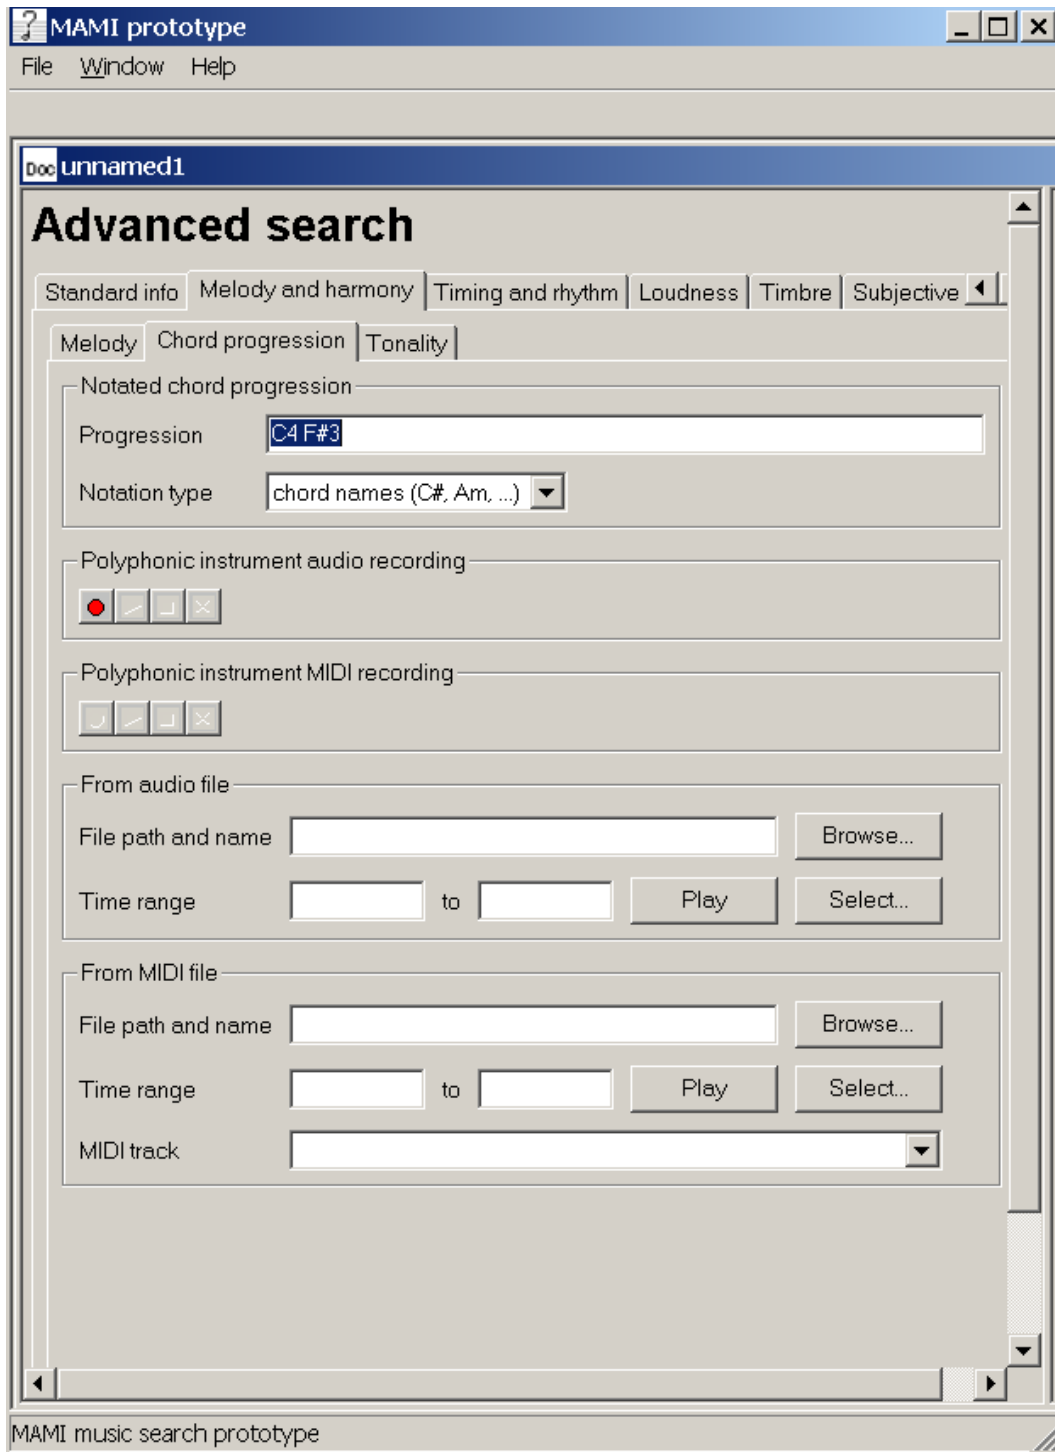 MAMI prototype
File Window Help
Doc unnamed1
Advanced search
Standard info Melody and harmony Timing and rhythm Loudness Timbre Subjective
Melody Chord progression Tonality
Notated chord progression
Progression C4 F#3
Notation type chord names (C#, Am, ...)
Polyphonic instrument audio recording
Polyphonic instrument MIDI recording
From audio file
File path and name Browse...
Time range to Play Select...
From MIDI file
File path and name Browse...
Time range to Play Select...
MIDI track
MAMI music search prototype